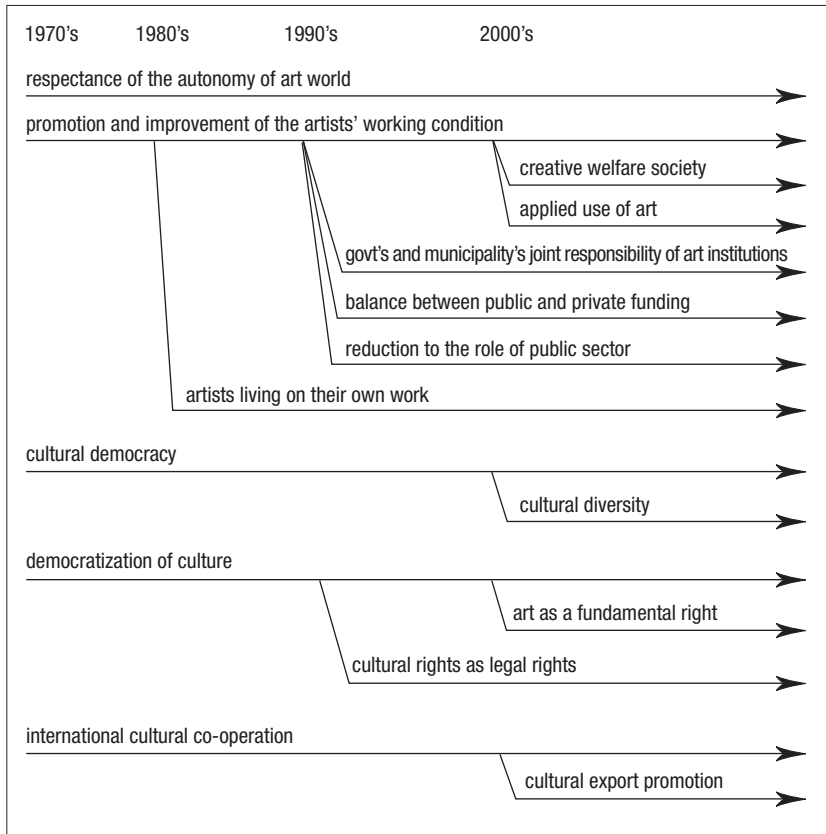 1970's 1980's 1990's 2000's
respectance of the autonomy of art world
promotion and improvement of the artists' working condition
creative welfare society
applied use of art
govt's and municipality's joint responsibility of art institutions
balance between public and private funding
reduction to the role of public sector
artists living on their own work
cultural democracy
cultural diversity
democratization of culture
art as a fundamental right
cultural rights as legal rights
international cultural co-operation
cultural export promotion